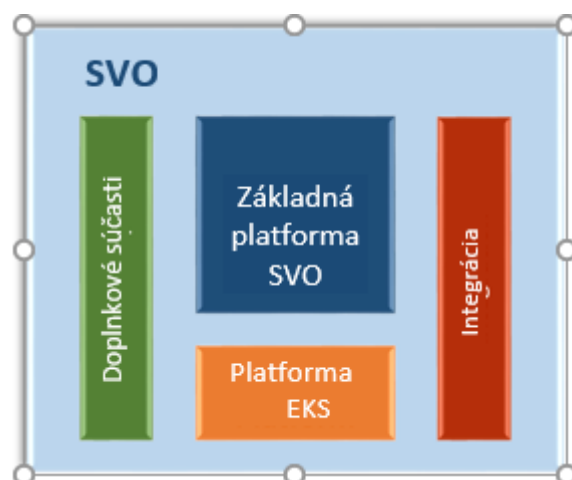 SVO
Doplnkové súčasti
Základná
platforma
SVO
Platforma
EKS
Integrácia